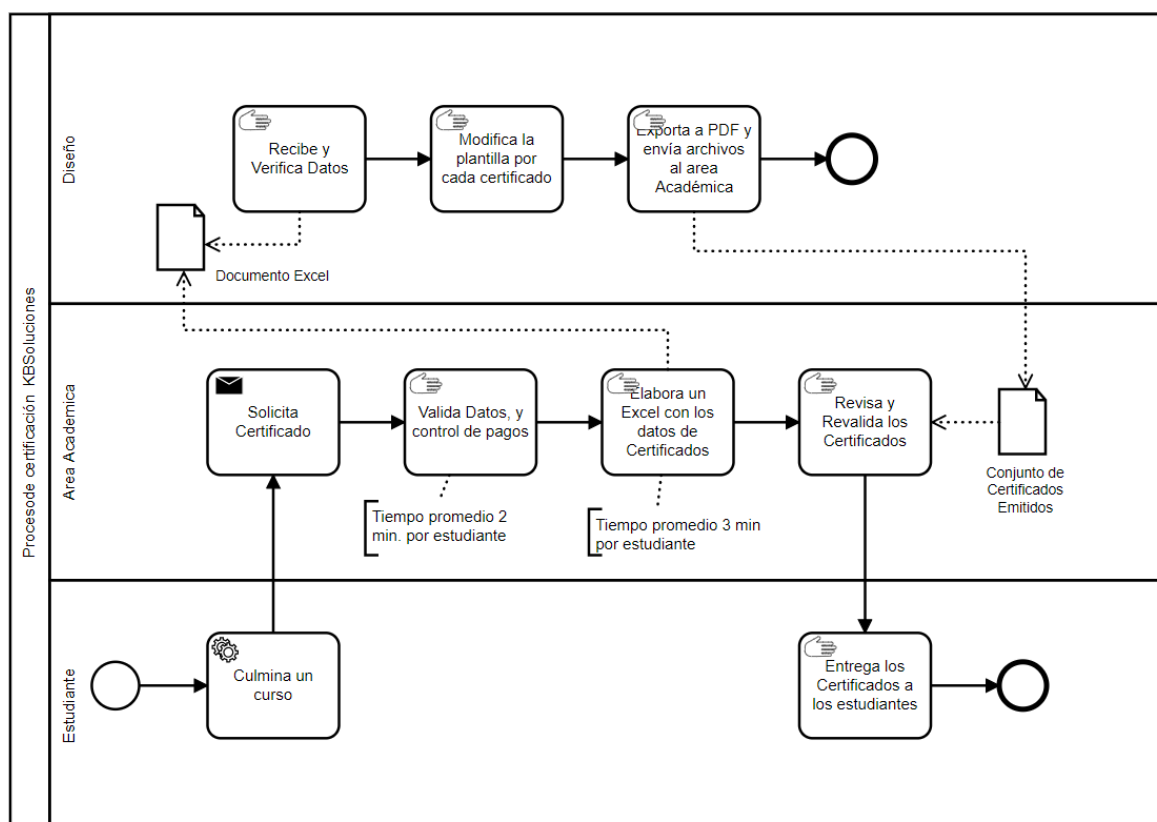 Procesode certificación KBSoluciones
Diseño
Recibe y
Verifica Datos
Modifica la
plantilla por
cada certificado
Exporta a PDF y
envía archivos
al area
Académica
Documento Excel
Area Academica
Solicita
Certificado
Valida Datos, y
control de pagos
Elabora un
Excel con los
datos de
Certificados
Revisa y
Revalida los
Certificados
Conjunto de
Certificados
Emitidos
Tiempo promedio 2
min. por estudiante
Tiempo promedio 3 min
por estudiante
Estudiante
Culmina un
curso
Entrega los
Certificados a
los estudiantes